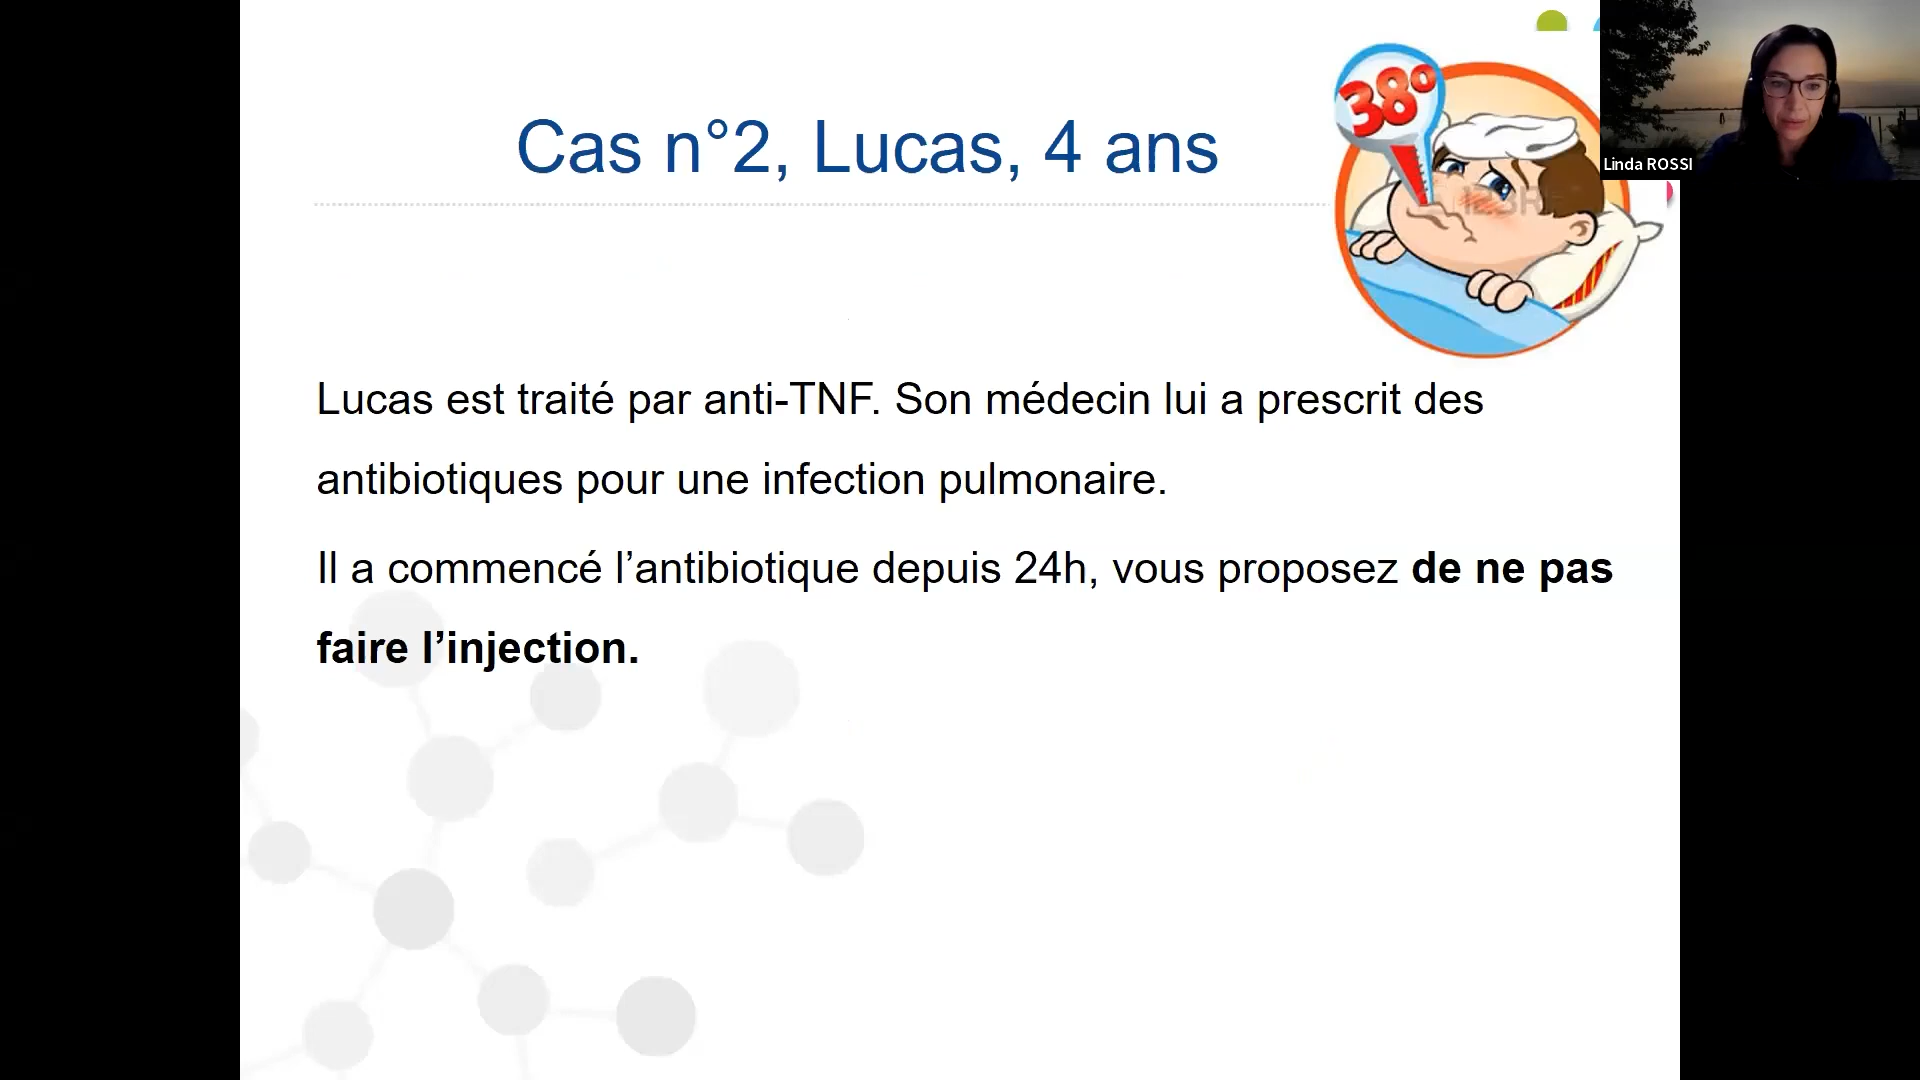 38°
Cas n°2, Lucas, 4 ans
Linda ROSSI
Lucas est traité par anti-TNF. Son médecin lui a prescrit des
antibiotiques pour une infection pulmonaire.
Il a commencé l’antibiotique depuis 24h, vous proposez de ne pas
faire l’injection.